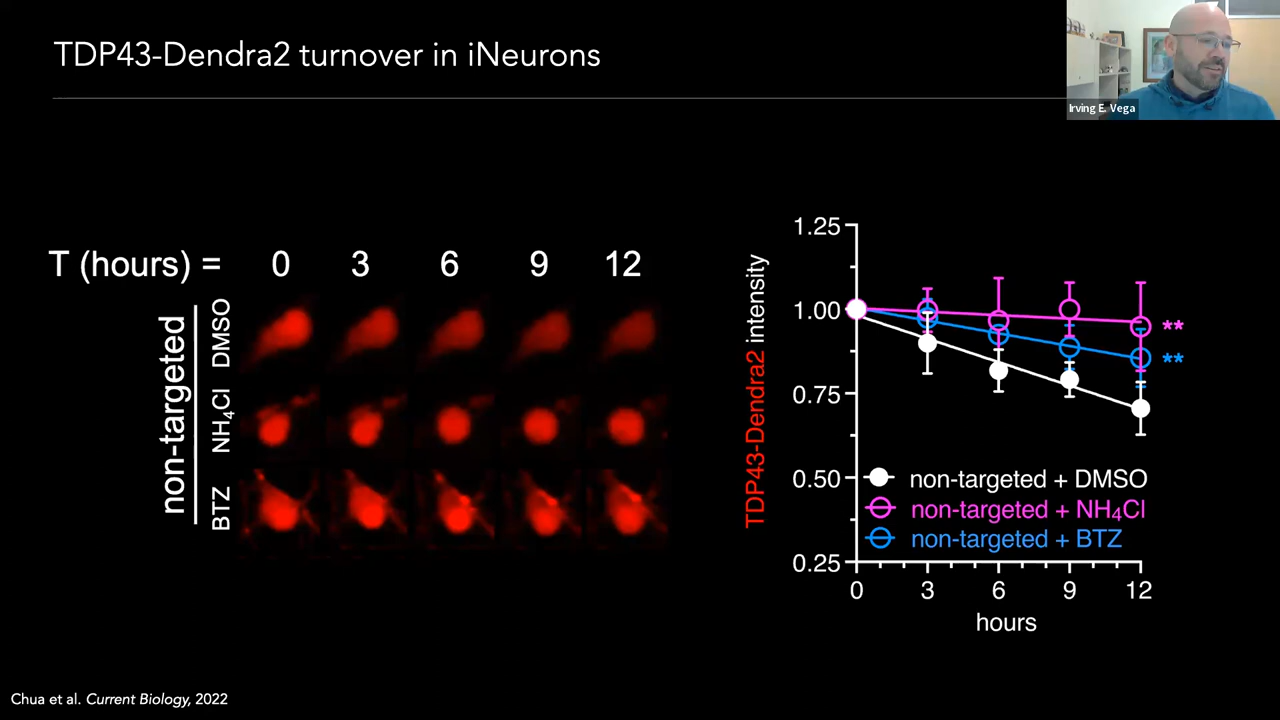 TDP43-Dendra2 turnover in iNeurons
Irving E. Vega
T (hours) = 0 3 6 9 12
non-targeted
DMSO
NH₄Cl
BTZ
TDP43-Dendra2 intensity
1.25
1.00
0.75
0.50
0.25
**
**
non-targeted + DMSO
non-targeted + NH₄Cl
non-targeted + BTZ
0 3 6 9 12
hours
Chua et al. Current Biology, 2022